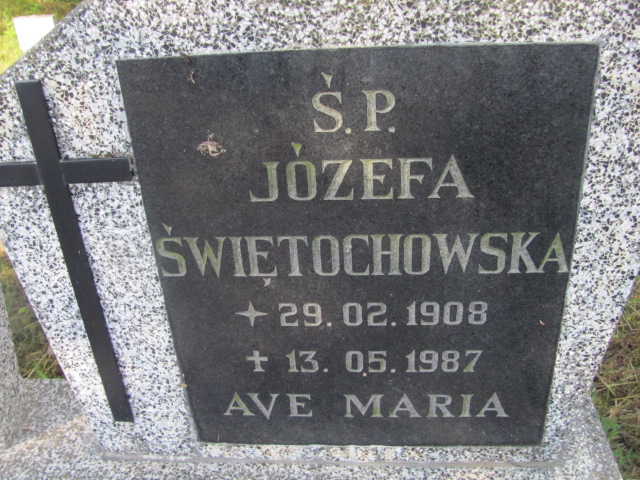 Ś.P.
JÓZEFA
ŚWIĘTOCHOWSKA
✦ 29. 02. 1908
✝ 13. 05. 1987
AVE MARIA